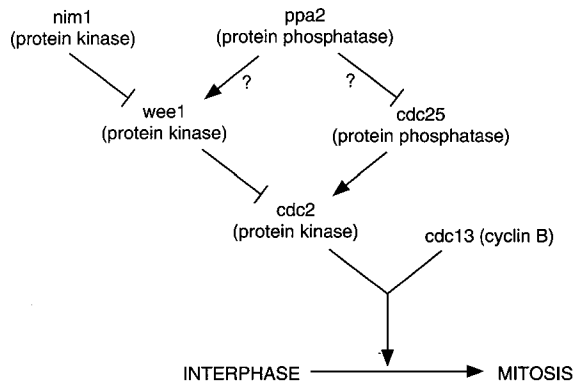 nim1
(protein kinase)
ppa2
(protein phosphatase)
?
?
wee1
(protein kinase)
cdc25
(protein phosphatase)
cdc2
(protein kinase)
cdc13 (cyclin B)
INTERPHASE
MITOSIS